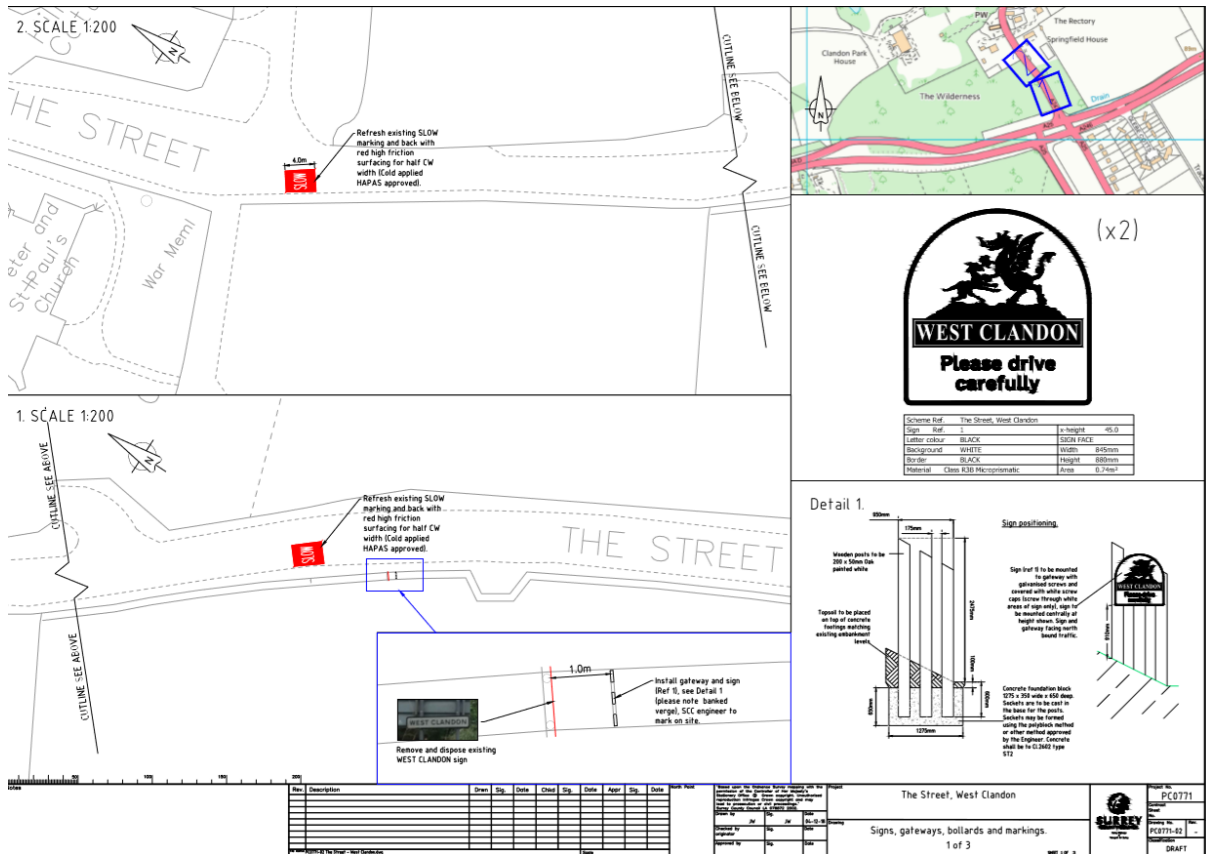 2. SCALE 1:200
N
THE STREET
4.0m
SLOW
Refresh existing SLOW
marking and back with
red high friction
surfacing for half CW
width (Cold applied
HAPAS approved).
CUTLINE SEE BELOW
CUTLINE SEE BELOW
eter and
St Paul's
Church
War Meml
1. SCALE 1:200
N
CUTLINE SEE ABOVE
CUTLINE SEE ABOVE
Refresh existing SLOW
marking and back with
red high friction
surfacing for half CW
width (Cold applied
HAPAS approved).
SLOW
THE STREET
1.0m
WEST CLANDON
Remove and dispose existing
WEST CLANDON sign
Install gateway and sign
(Ref 1), see Detail 1
(please note banked
verge), SCC engineer to
mark on site.
PW
The Rectory
Springfield House
Clandon Park
House
The Wilderness
Drain
N
A25
A246
(x2)
WEST CLANDON
Please drive
carefully
Scheme Ref. The Street, West Clandon
Sign Ref. 1 x-height 45.0
Letter colour BLACK SIGN FACE
Background WHITE Width 845mm
Border BLACK Height 880mm
Material Class R3B Microprismatic Area 0.74m²
Detail 1.
175mm
Wooden posts to be
200 x 50mm Oak
painted white
Topsoil to be placed
on top of concrete
footings matching
existing embankment
levels
2475mm
100mm
1275mm
Sign positioning.
Sign (ref 1) to be mounted
to gateway with
galvanised screws and
covered with white screw
caps (screw through white
areas of sign only), sign to
be mounted centrally at
height shown. Sign and
gateway facing north
bound traffic.
WEST CLANDON
Please drive
carefully
Concrete foundation block
1275 x 350 wide x 650 deep.
Sockets are to be cast in
the base for the posts.
Sockets may be formed
using the polyblock method
or other method approved
by the Engineer. Concrete
shall be to Cl.2602 type
ST2
Rev. Description Drwn Sig. Date Chkd Sig. Date Appr Sig. Date
Project
The Street, West Clandon
Drawing
Signs, gateways, bollards and markings.
1 of 3
SURREY
Project No.
PC0771
Drawing No. Rev.
PC0771-02 -
DRAFT